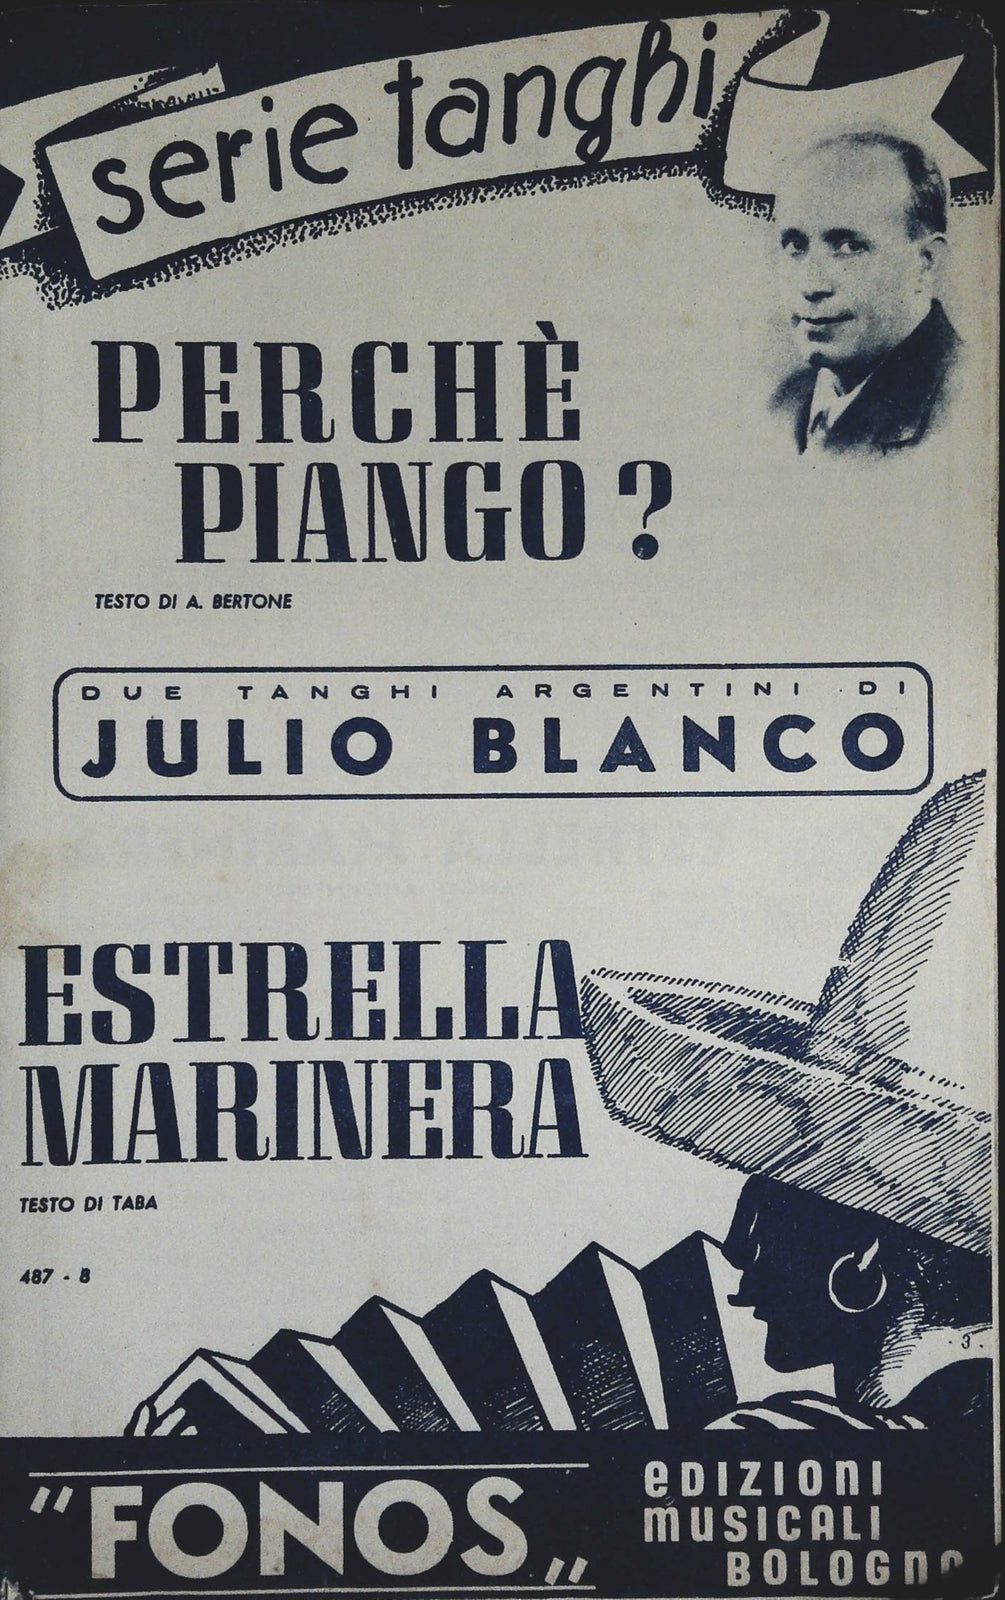 serie tanghi
PERCHÈ
PIANGO?
TESTO DI A. BERTONE
DUE TANGHI ARGENTINI DI
JULIO BLANCO
ESTRELLA
MARINERA
TESTO DI TABA
487 - B
- 3 -
"FONOS„
EDIZIONI
MUSICALI
BOLOGNA